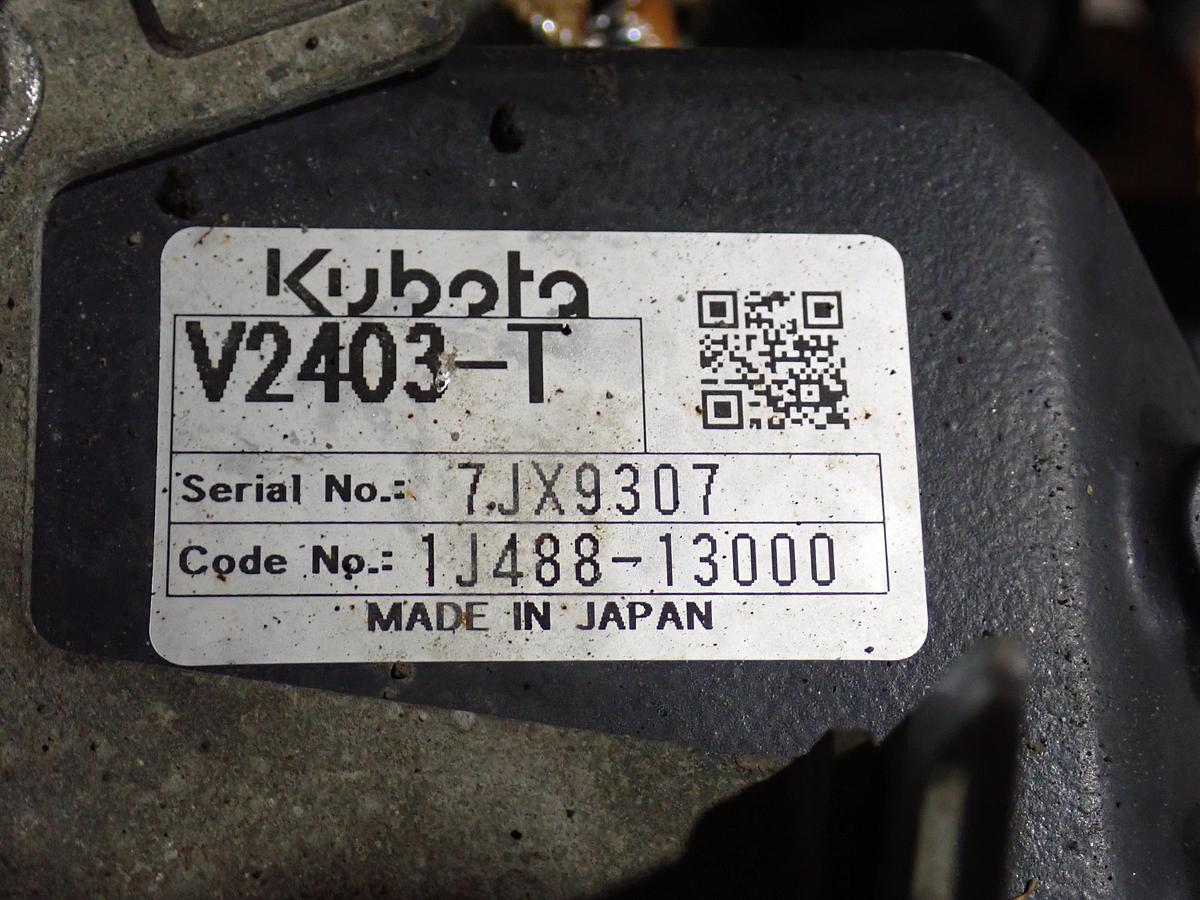 Kubota
V2403-T
Serial No.: 7JX9307
Code No.: 1J488-13000
MADE IN JAPAN